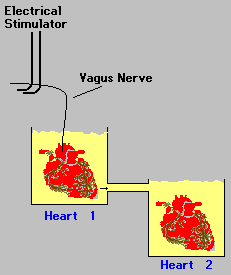 Electrical
Stimulator
Vagus Nerve
Heart 1
Heart 2